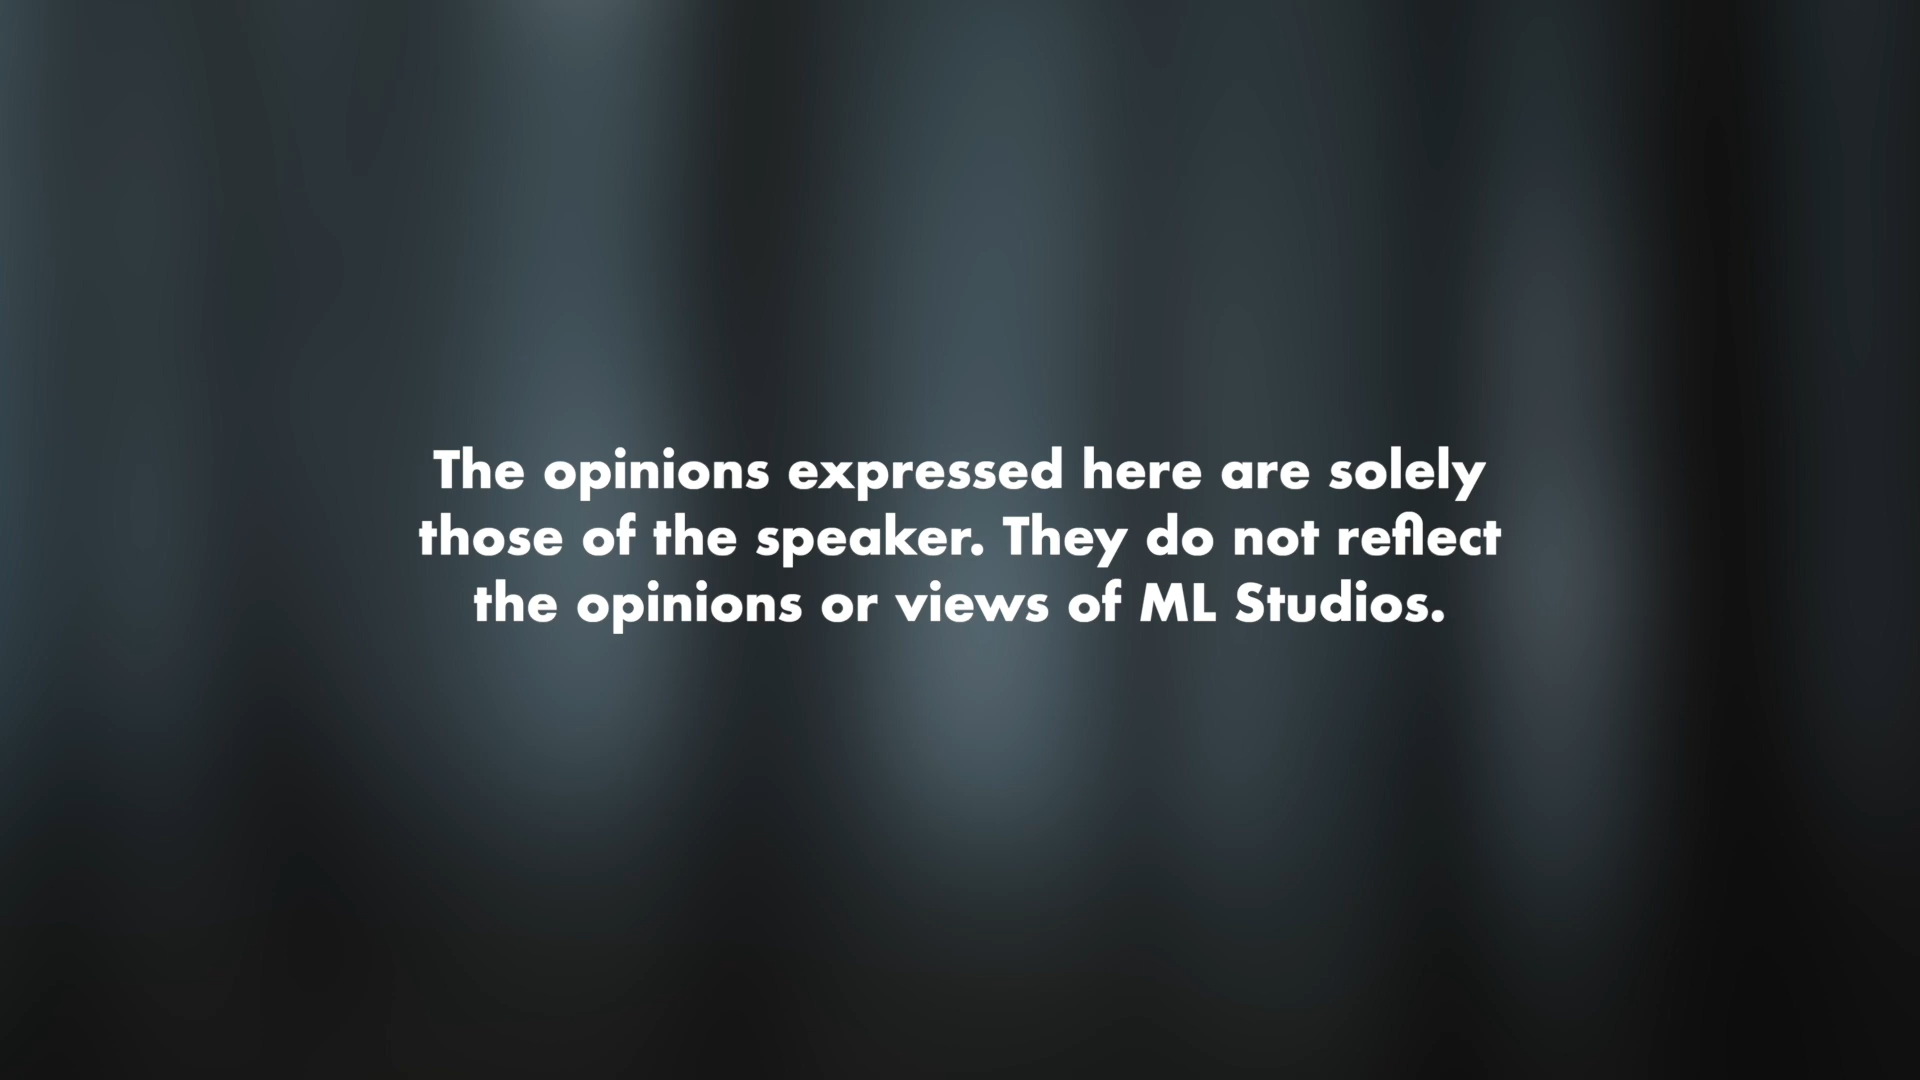 The opinions expressed here are solely
those of the speaker. They do not reflect
the opinions or views of ML Studios.